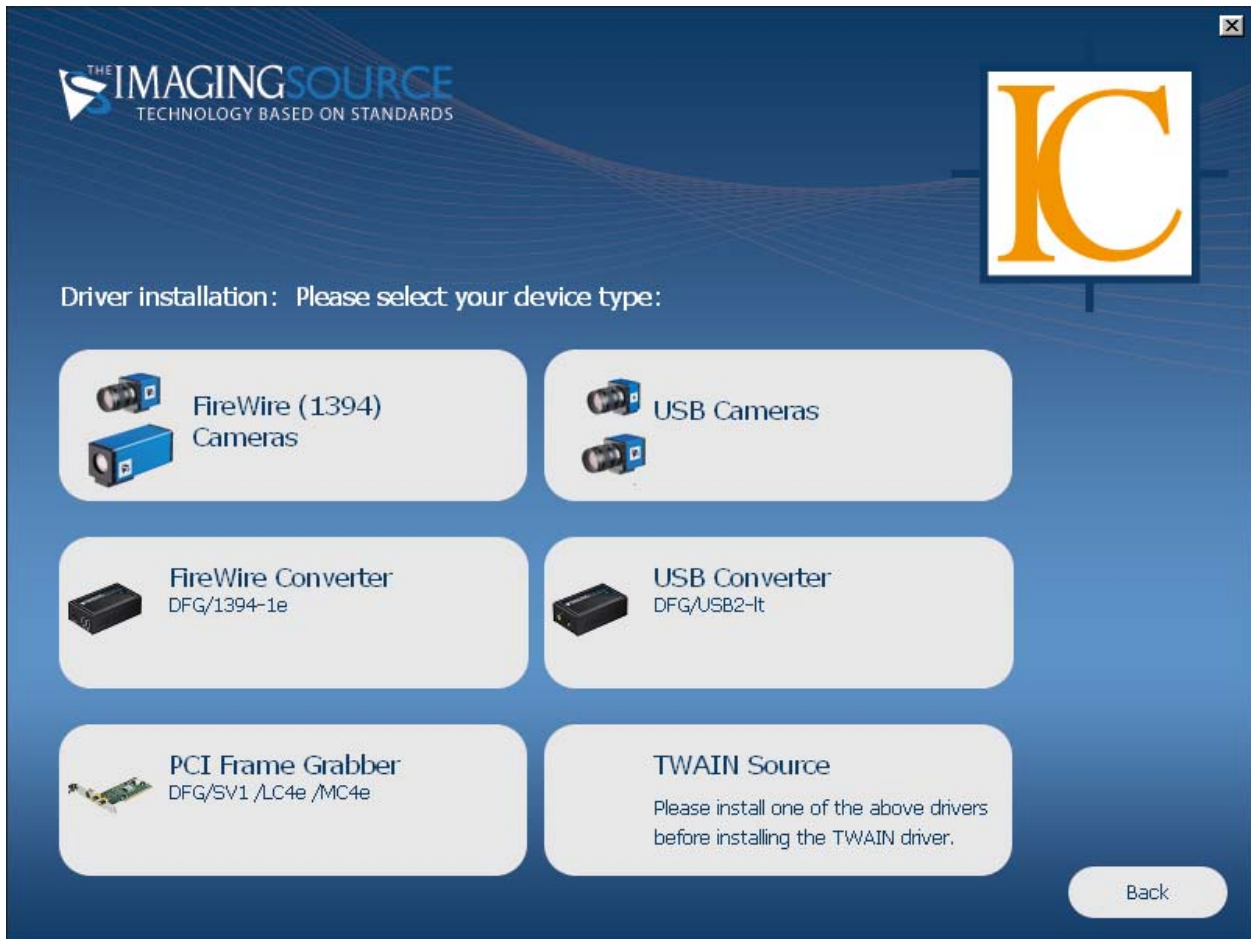 THE IMAGINGSOURCE
TECHNOLOGY BASED ON STANDARDS
IC
Driver installation: Please select your device type:
FireWire (1394)
Cameras
USB Cameras
FireWire Converter
DFG/1394-1e
USB Converter
DFG/USB2-lt
PCI Frame Grabber
DFG/SV1 /LC4e /MC4e
TWAIN Source
Please install one of the above drivers
before installing the TWAIN driver.
Back